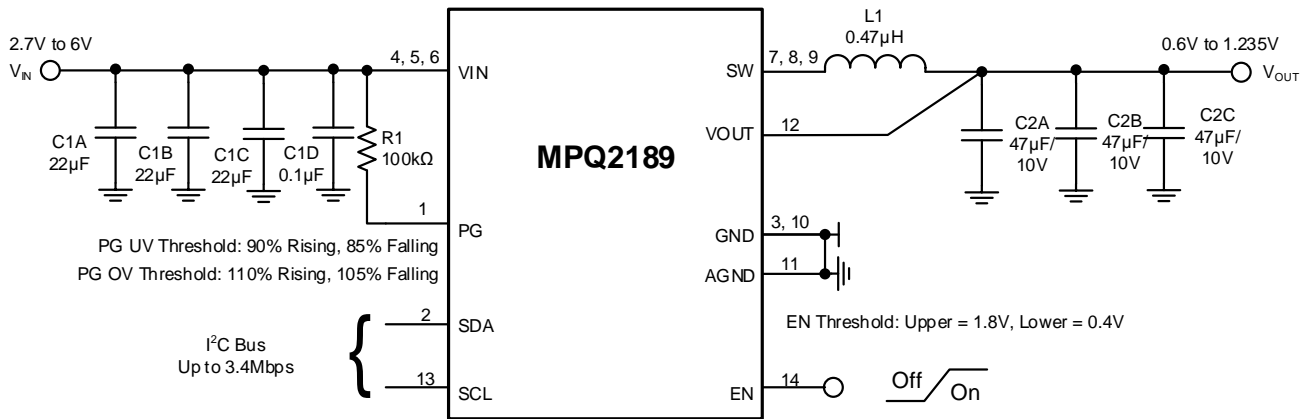 2.7V to 6V
V_IN
4, 5, 6
VIN
C1A
22µF
C1B
22µF
C1C
22µF
C1D
0.1µF
R1
100kΩ
1
PG
PG UV Threshold: 90% Rising, 85% Falling
PG OV Threshold: 110% Rising, 105% Falling
I²C Bus
Up to 3.4Mbps
2
SDA
13
SCL
MPQ2189
SW
7, 8, 9
L1
0.47µH
0.6V to 1.235V
V_OUT
VOUT
12
C2A
47µF/
10V
C2B
47µF/
10V
C2C
47µF/
10V
GND
3, 10
AGND
11
EN Threshold: Upper = 1.8V, Lower = 0.4V
EN
14
Off
On